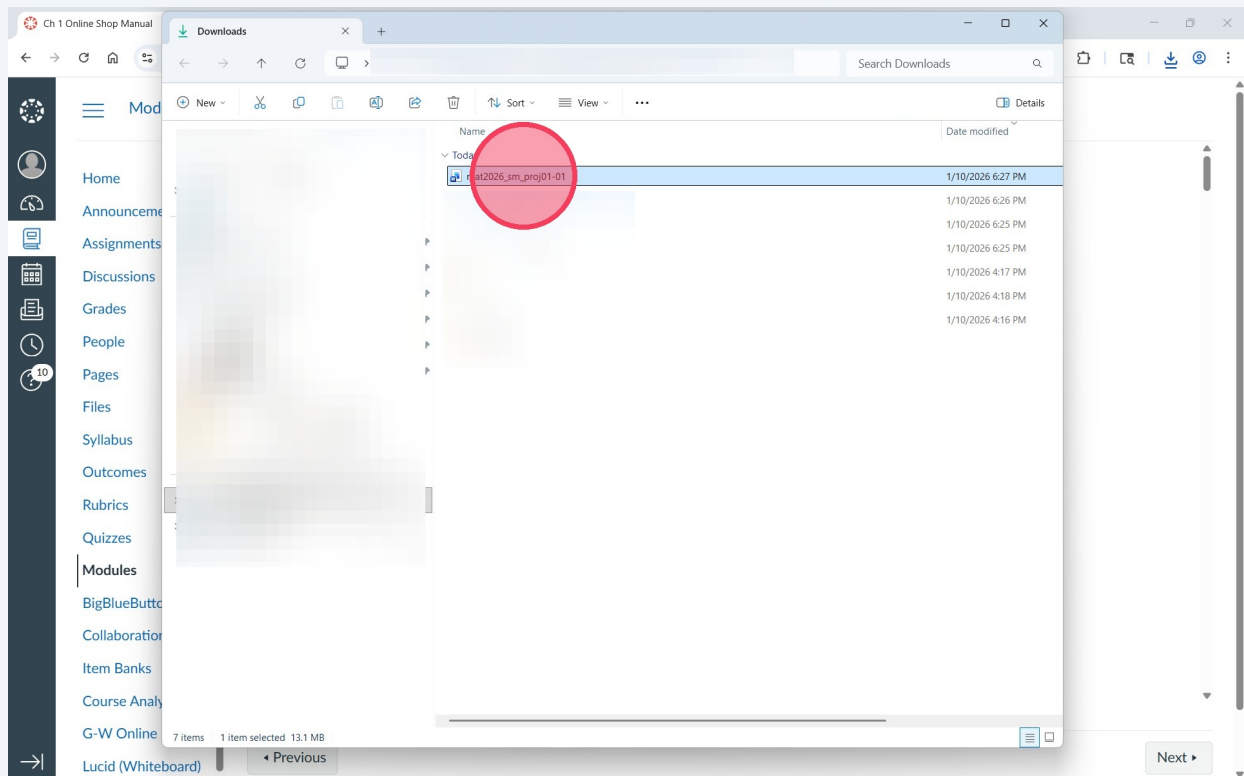 Ch 1 Online Shop Manual
Downloads
Search Downloads
New
Sort
View
Details
Name
Date modified
Today
mat2026_sm_proj01-01
1/10/2026 6:27 PM
1/10/2026 6:26 PM
1/10/2026 6:25 PM
1/10/2026 6:25 PM
1/10/2026 4:17 PM
1/10/2026 4:18 PM
1/10/2026 4:16 PM
7 items 1 item selected 13.1 MB
10
Mod
Home
Announceme
Assignments
Discussions
Grades
People
Pages
Files
Syllabus
Outcomes
Rubrics
Quizzes
Modules
BigBlueButto
Collaboration
Item Banks
Course Analy
G-W Online
Lucid (Whiteboard)
Previous
Next